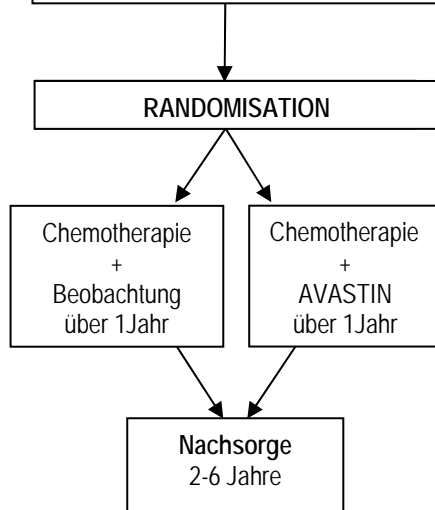 RANDOMISATION
Chemotherapie
+
Beobachtung
über 1Jahr
Chemotherapie
+
AVASTIN
über 1Jahr
Nachsorge
2-6 Jahre